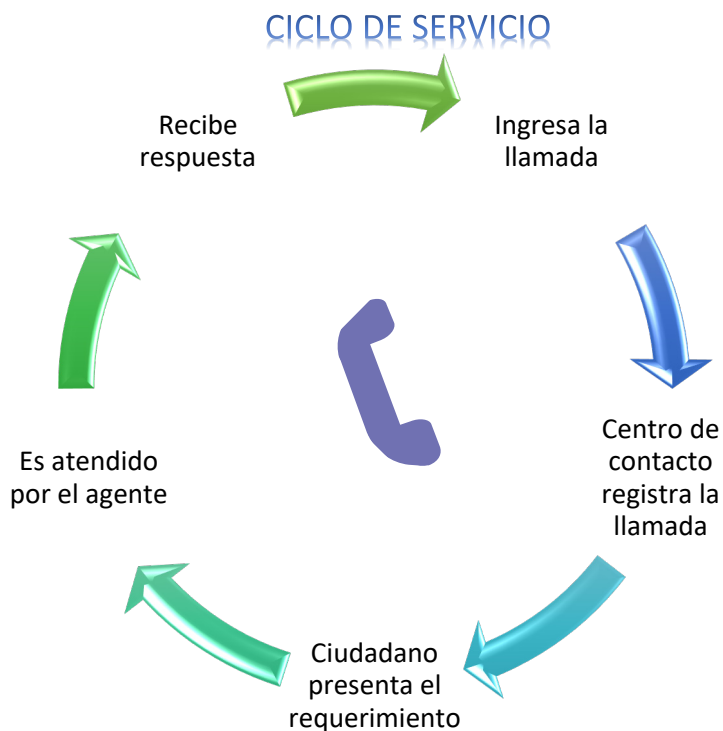 CICLO DE SERVICIO
Ingresa la
llamada
Centro de
contacto
registra la
llamada
Ciudadano
presenta el
requerimiento
Es atendido
por el agente
Recibe
respuesta